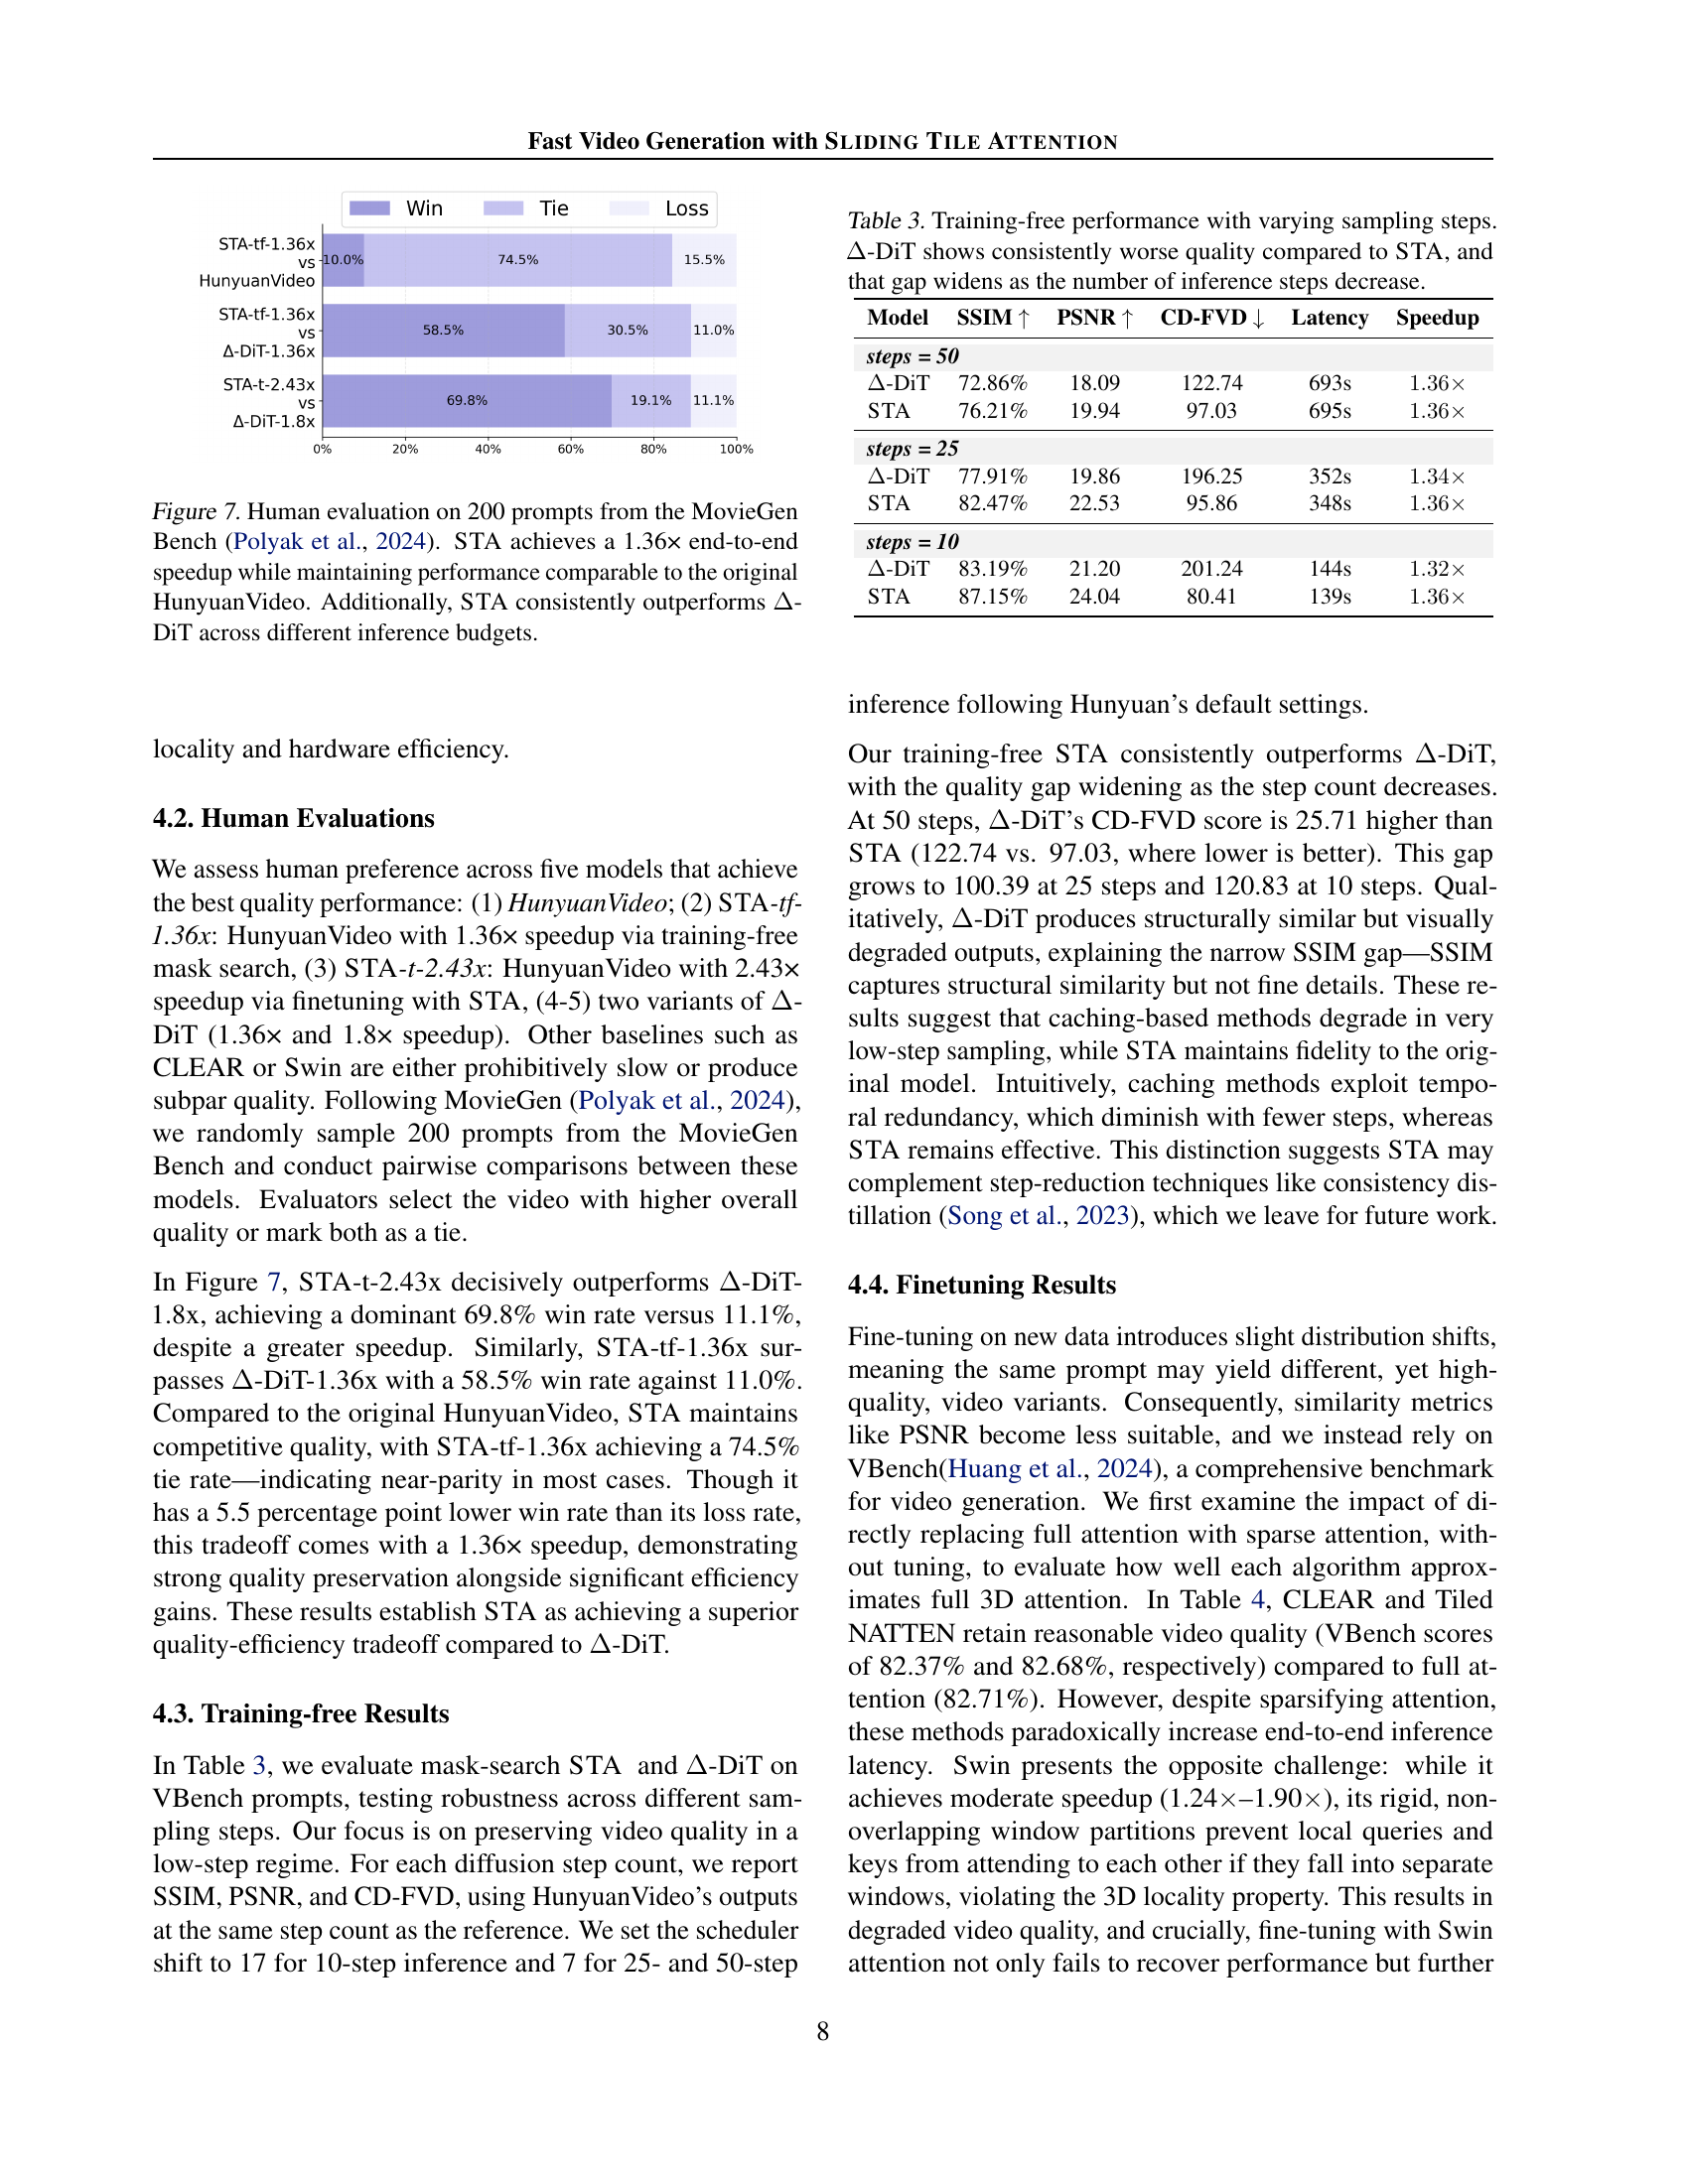 Fast Video Generation with SLIDING TILE ATTENTION
Win Tie Loss
STA-tf-1.36x
vs
HunyuanVideo
10.0% 74.5% 15.5%
STA-tf-1.36x
vs
Δ-DiT-1.36x
58.5% 30.5% 11.0%
STA-t-2.43x
vs
Δ-DiT-1.8x
69.8% 19.1% 11.1%
0% 20% 40% 60% 80% 100%
Figure 7. Human evaluation on 200 prompts from the MovieGen
Bench (Polyak et al., 2024). STA achieves a 1.36× end-to-end
speedup while maintaining performance comparable to the original
HunyuanVideo. Additionally, STA consistently outperforms Δ-
DiT across different inference budgets.
locality and hardware efficiency.
4.2. Human Evaluations
We assess human preference across five models that achieve
the best quality performance: (1) HunyuanVideo; (2) STA-tf-
1.36x: HunyuanVideo with 1.36× speedup via training-free
mask search, (3) STA-t-2.43x: HunyuanVideo with 2.43×
speedup via finetuning with STA, (4-5) two variants of Δ-
DiT (1.36× and 1.8× speedup). Other baselines such as
CLEAR or Swin are either prohibitively slow or produce
subpar quality. Following MovieGen (Polyak et al., 2024),
we randomly sample 200 prompts from the MovieGen
Bench and conduct pairwise comparisons between these
models. Evaluators select the video with higher overall
quality or mark both as a tie.
In Figure 7, STA-t-2.43x decisively outperforms Δ-DiT-
1.8x, achieving a dominant 69.8% win rate versus 11.1%,
despite a greater speedup. Similarly, STA-tf-1.36x sur-
passes Δ-DiT-1.36x with a 58.5% win rate against 11.0%.
Compared to the original HunyuanVideo, STA maintains
competitive quality, with STA-tf-1.36x achieving a 74.5%
tie rate—indicating near-parity in most cases. Though it
has a 5.5 percentage point lower win rate than its loss rate,
this tradeoff comes with a 1.36× speedup, demonstrating
strong quality preservation alongside significant efficiency
gains. These results establish STA as achieving a superior
quality-efficiency tradeoff compared to Δ-DiT.
4.3. Training-free Results
In Table 3, we evaluate mask-search STA and Δ-DiT on
VBench prompts, testing robustness across different sam-
pling steps. Our focus is on preserving video quality in a
low-step regime. For each diffusion step count, we report
SSIM, PSNR, and CD-FVD, using HunyuanVideo's outputs
at the same step count as the reference. We set the scheduler
shift to 17 for 10-step inference and 7 for 25- and 50-step
Table 3. Training-free performance with varying sampling steps.
Δ-DiT shows consistently worse quality compared to STA, and
that gap widens as the number of inference steps decrease.
Model SSIM ↑ PSNR ↑ CD-FVD ↓ Latency Speedup
steps = 50
Δ-DiT 72.86% 18.09 122.74 693s 1.36×
STA 76.21% 19.94 97.03 695s 1.36×
steps = 25
Δ-DiT 77.91% 19.86 196.25 352s 1.34×
STA 82.47% 22.53 95.86 348s 1.36×
steps = 10
Δ-DiT 83.19% 21.20 201.24 144s 1.32×
STA 87.15% 24.04 80.41 139s 1.36×
inference following Hunyuan's default settings.
Our training-free STA consistently outperforms Δ-DiT,
with the quality gap widening as the step count decreases.
At 50 steps, Δ-DiT's CD-FVD score is 25.71 higher than
STA (122.74 vs. 97.03, where lower is better). This gap
grows to 100.39 at 25 steps and 120.83 at 10 steps. Qual-
itatively, Δ-DiT produces structurally similar but visually
degraded outputs, explaining the narrow SSIM gap—SSIM
captures structural similarity but not fine details. These re-
sults suggest that caching-based methods degrade in very
low-step sampling, while STA maintains fidelity to the orig-
inal model. Intuitively, caching methods exploit tempo-
ral redundancy, which diminish with fewer steps, whereas
STA remains effective. This distinction suggests STA may
complement step-reduction techniques like consistency dis-
tillation (Song et al., 2023), which we leave for future work.
4.4. Finetuning Results
Fine-tuning on new data introduces slight distribution shifts,
meaning the same prompt may yield different, yet high-
quality, video variants. Consequently, similarity metrics
like PSNR become less suitable, and we instead rely on
VBench(Huang et al., 2024), a comprehensive benchmark
for video generation. We first examine the impact of di-
rectly replacing full attention with sparse attention, with-
out tuning, to evaluate how well each algorithm approx-
imates full 3D attention. In Table 4, CLEAR and Tiled
NATTEN retain reasonable video quality (VBench scores
of 82.37% and 82.68%, respectively) compared to full at-
tention (82.71%). However, despite sparsifying attention,
these methods paradoxically increase end-to-end inference
latency. Swin presents the opposite challenge: while it
achieves moderate speedup (1.24×–1.90×), its rigid, non-
overlapping window partitions prevent local queries and
keys from attending to each other if they fall into separate
windows, violating the 3D locality property. This results in
degraded video quality, and crucially, fine-tuning with Swin
attention not only fails to recover performance but further
8